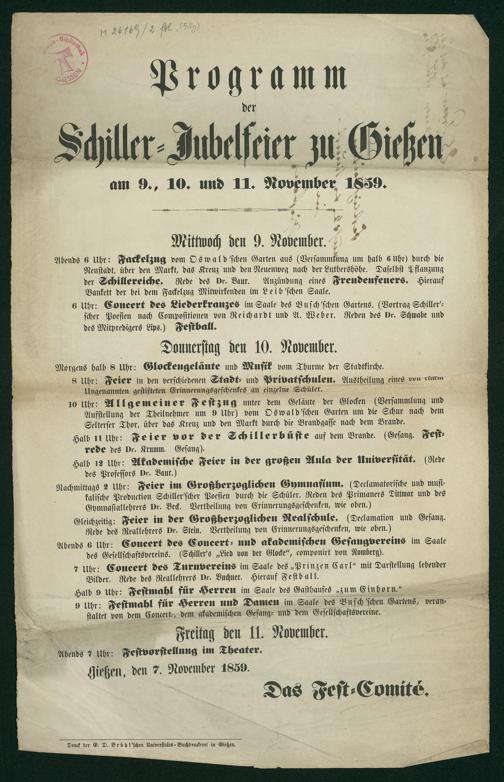 M 26169/2 fol. (53g)
Programm
der
Schiller-Jubelfeier zu Gießen
am 9., 10. und 11. November 1859.
Mittwoch den 9. November.
Abends 6 Uhr: Fackelzug vom Oswald'schen Garten aus (Versammlung um halb 6 Uhr) durch die
Neustadt, über den Markt, das Kreuz und den Neuenweg nach der Luthershöhe. Daselbst Pflanzung
der Schillereiche. Rede des Dr. Baur. Anzündung eines Freudenfeuers. Hierauf
Bankett der bei dem Fackelzug Mitwirkenden im Leib'schen Saale.
6 Uhr: Concert des Liederkranzes im Saale des Busch'schen Gartens. (Vortrag Schiller'-
scher Poesien nach Compositionen von Reichardt und A. Weber. Reden des Dr. Schwabe und
des Mitpredigers Lips.) Festball.
Donnerstag den 10. November.
Morgens halb 8 Uhr: Glockengeläute und Musik vom Thurme der Stadtkirche.
8 Uhr: Feier in den verschiedenen Stadt- und Privatschulen. Austheilung eines von einem
Ungenannten gestifteten Erinnerungsgeschenkes an einzelne Schüler.
10 Uhr: Allgemeiner Festzug unter dem Geläute der Glocken (Versammlung und
Aufstellung der Theilnehmer um 9 Uhr) vom Oswald'schen Garten um die Schur nach dem
Selterser Thor, über das Kreuz und den Markt durch die Brandgasse nach dem Brande.
Halb 11 Uhr: Feier vor der Schillerbüste auf dem Brande. (Gesang. Fest-
rede des Dr. Krumm. Gesang).
Halb 12 Uhr: Akademische Feier in der großen Aula der Universität. (Rede
des Professors Dr. Baur.)
Nachmittags 2 Uhr: Feier im Großherzoglichen Gymnasium. (Declamatorische und musi-
kalische Production Schiller'scher Poesien durch die Schüler. Reden des Primaners Dittmar und des
Gymnasiallehrers Dr. Beck. Vertheilung von Erinnerungsgeschenken, wie oben.)
Gleichzeitig: Feier in der Großherzoglichen Realschule. (Declamation und Gesang.
Rede des Reallehrers Dr. Stein. Vertheilung von Erinnerungsgeschenken, wie oben.)
Abends 6 Uhr: Concert des Concert- und akademischen Gesangvereins im Saale
des Gesellschaftsvereins. (Schiller's „Lied von der Glocke“, componirt von Romberg).
7 Uhr: Concert des Turnvereins im Saale des „Prinzen Carl“ mit Darstellung lebender
Bilder. Rede des Reallehrers Dr. Buchner. Hierauf Festball.
Halb 9 Uhr: Festmahl für Herren im Saale des Gasthauses „zum Einhorn.“
9 Uhr: Festmahl für Herren und Damen im Saale des Busch'schen Gartens, veran-
staltet von dem Concert-, dem akademischen Gesang- und dem Gesellschaftsvereine.
Freitag den 11. November.
Abends 7 Uhr: Festvorstellung im Theater.
Gießen, den 7. November 1859.
Das Fest-Comité.
Druck der G. D. Brühl'schen Universitäts-Buchdruckerei in Gießen.